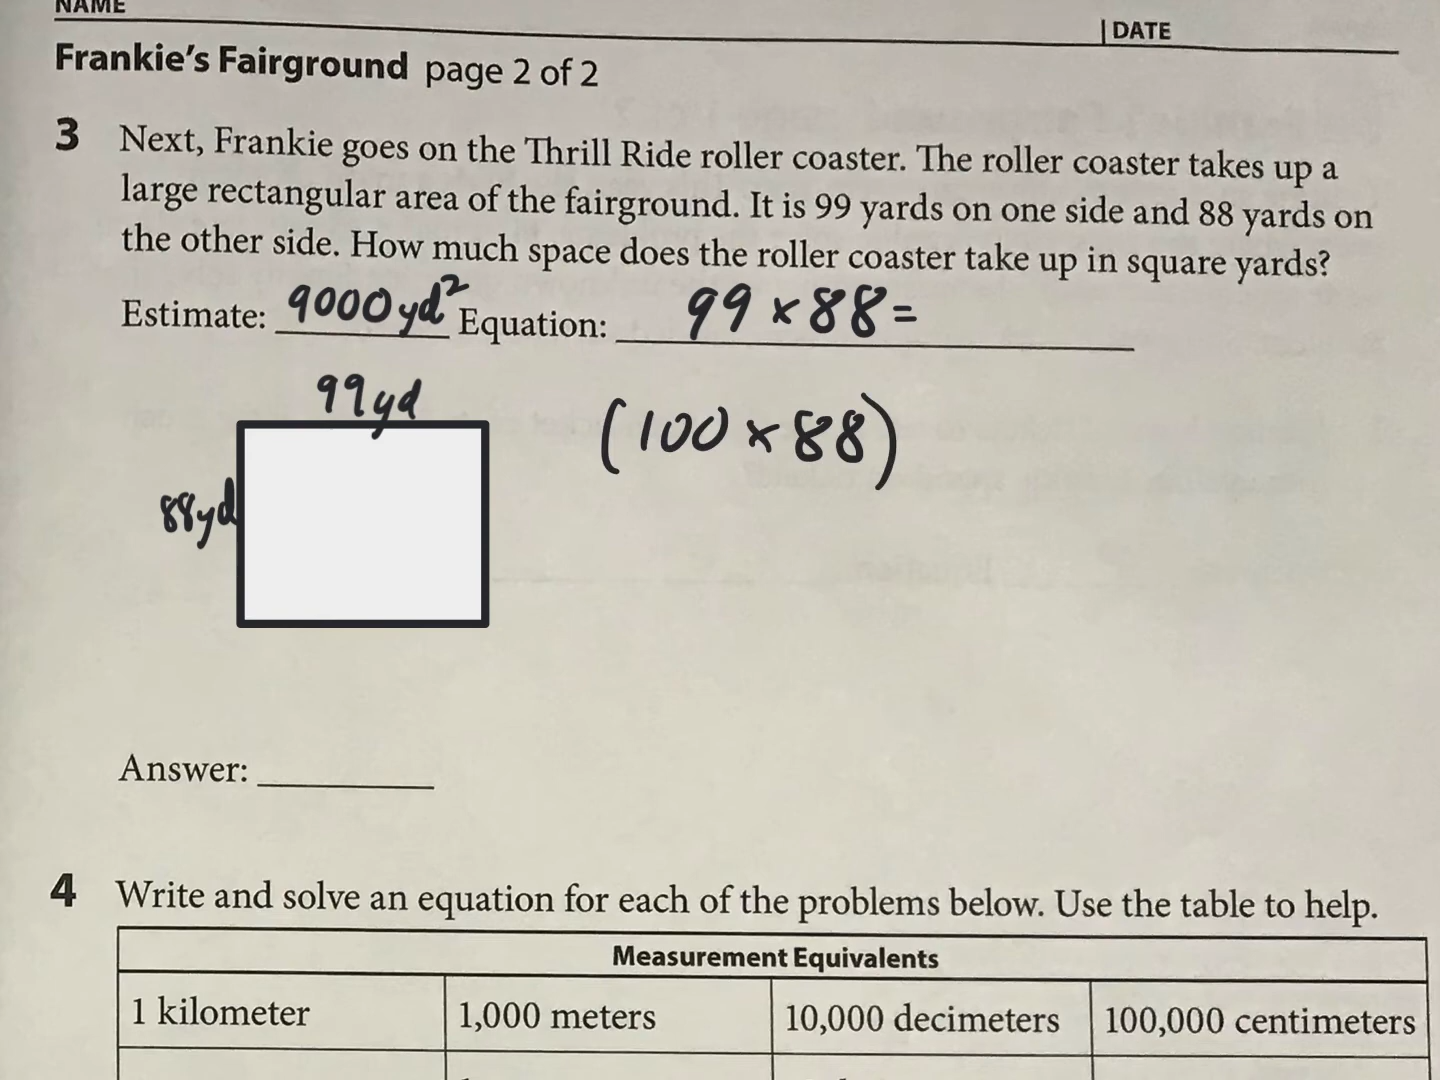 NAME
| DATE
Frankie's Fairground page 2 of 2
3 Next, Frankie goes on the Thrill Ride roller coaster. The roller coaster takes up a
large rectangular area of the fairground. It is 99 yards on one side and 88 yards on
the other side. How much space does the roller coaster take up in square yards?
Estimate: 9000 yd² Equation: 99 × 88 =
99yd
(100 × 88)
88yd
Answer:
4 Write and solve an equation for each of the problems below. Use the table to help.
Measurement Equivalents
1 kilometer 1,000 meters 10,000 decimeters 100,000 centimeters